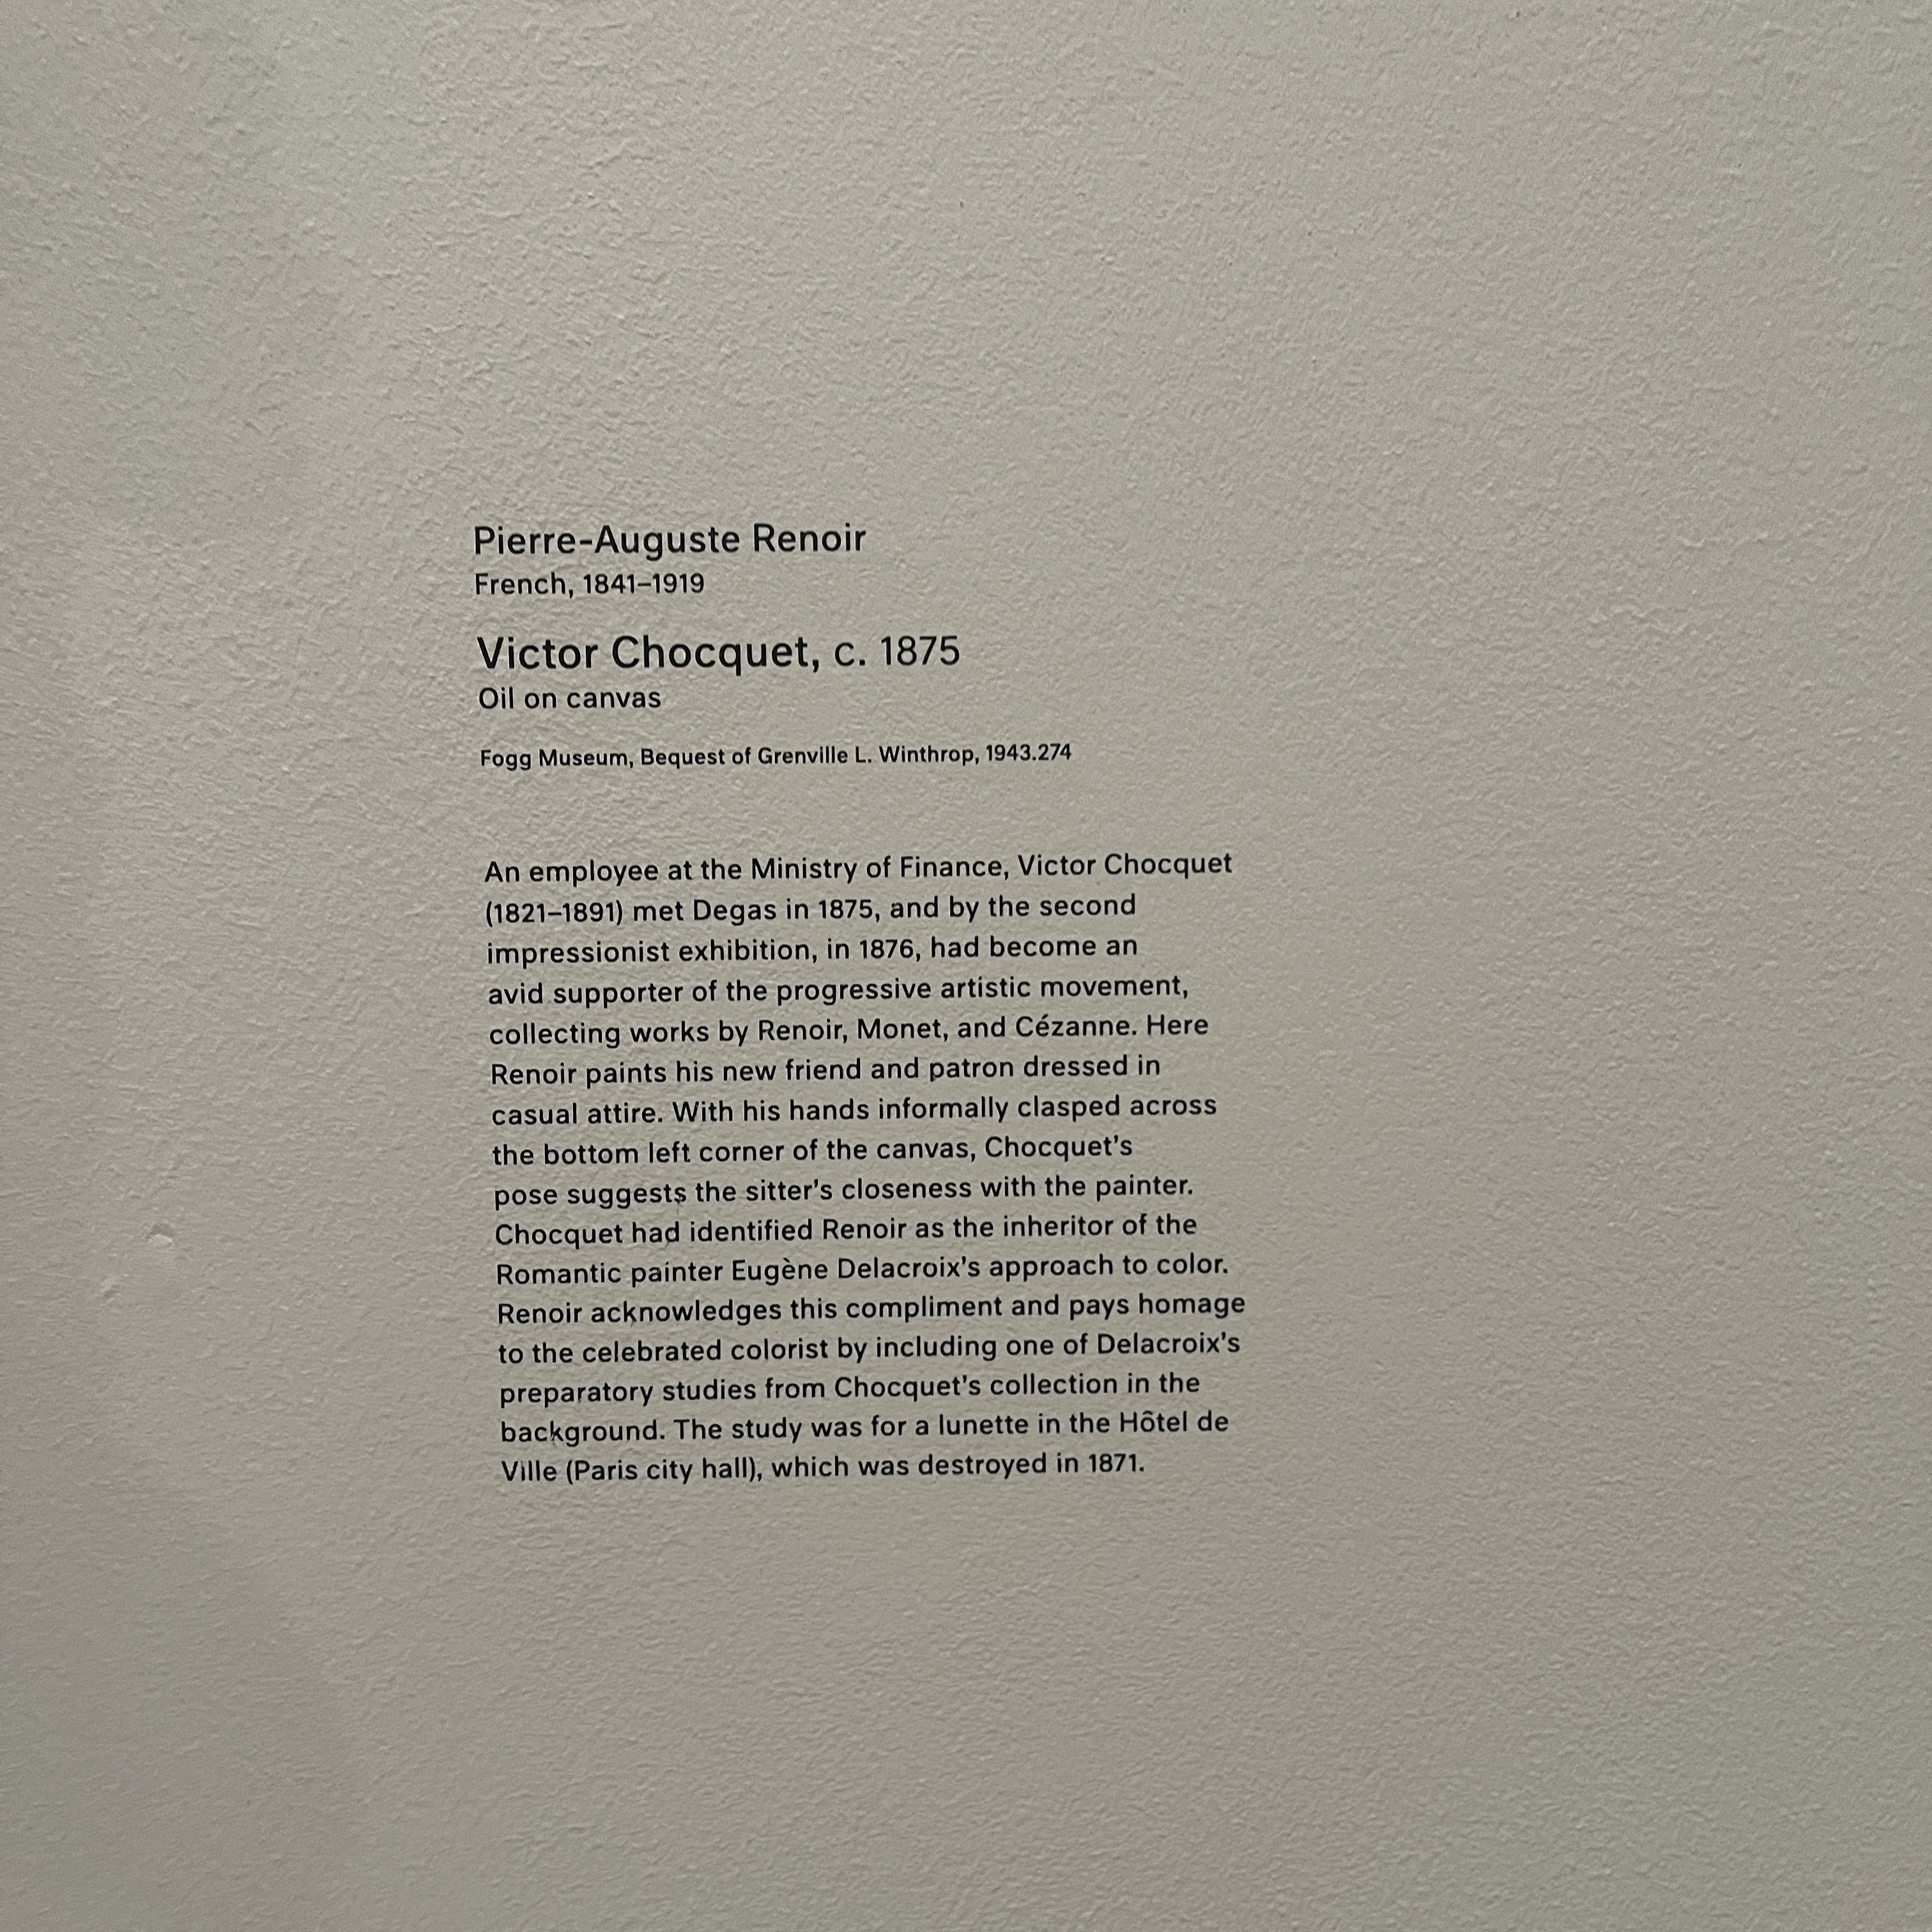 Pierre-Auguste Renoir
French, 1841–1919
Victor Chocquet, c. 1875
Oil on canvas
Fogg Museum, Bequest of Grenville L. Winthrop, 1943.274
An employee at the Ministry of Finance, Victor Chocquet
(1821–1891) met Degas in 1875, and by the second
impressionist exhibition, in 1876, had become an
avid supporter of the progressive artistic movement,
collecting works by Renoir, Monet, and Cézanne. Here
Renoir paints his new friend and patron dressed in
casual attire. With his hands informally clasped across
the bottom left corner of the canvas, Chocquet's
pose suggests the sitter's closeness with the painter.
Chocquet had identified Renoir as the inheritor of the
Romantic painter Eugène Delacroix's approach to color.
Renoir acknowledges this compliment and pays homage
to the celebrated colorist by including one of Delacroix's
preparatory studies from Chocquet's collection in the
background. The study was for a lunette in the Hôtel de
Ville (Paris city hall), which was destroyed in 1871.